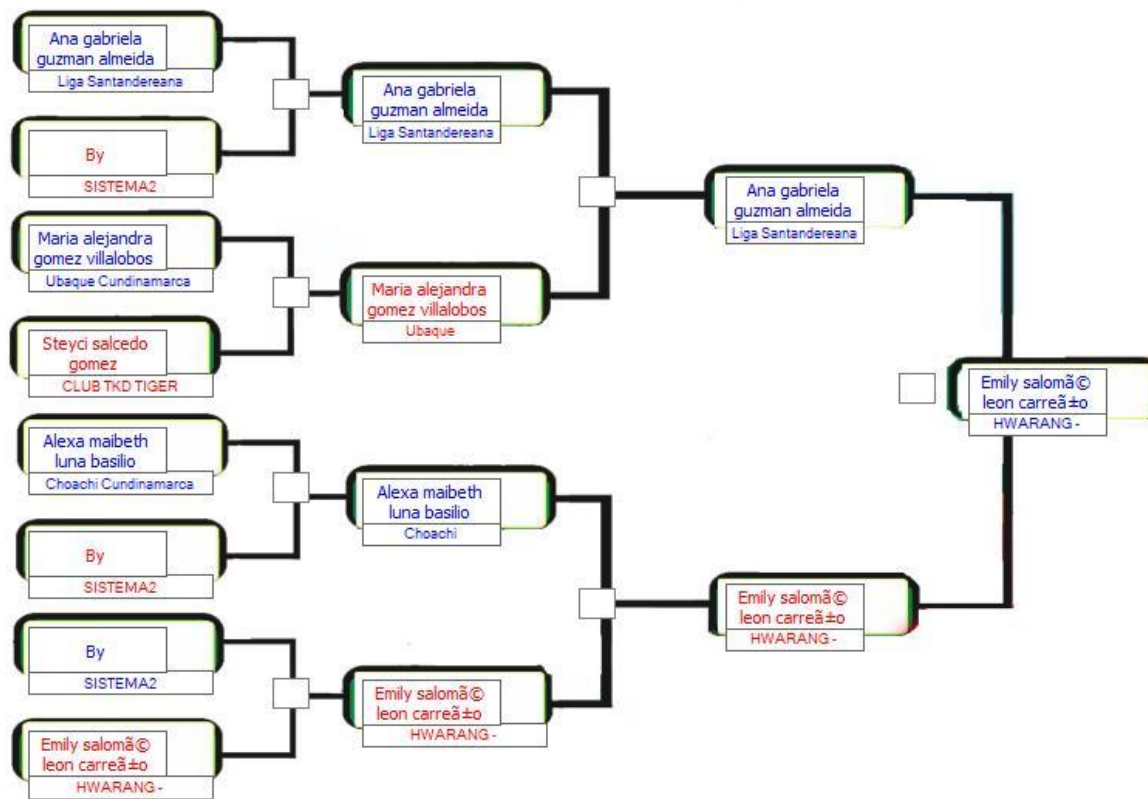 Ana gabriela
guzman almeida
Liga Santandereana
By
SISTEMA2
Maria alejandra
gomez villalobos
Ubaque Cundinamarca
Steyci salcedo
gomez
CLUB TKD TIGER
Alexa maibeth
luna basilio
Choachi Cundinamarca
By
SISTEMA2
By
SISTEMA2
Emily salomã©
leon carreã±o
HWARANG -
Ana gabriela
guzman almeida
Liga Santandereana
Maria alejandra
gomez villalobos
Ubaque
Alexa maibeth
luna basilio
Choachi
Emily salomã©
leon carreã±o
HWARANG -
Ana gabriela
guzman almeida
Liga Santandereana
Emily salomã©
leon carreã±o
HWARANG -
Emily salomã©
leon carreã±o
HWARANG -